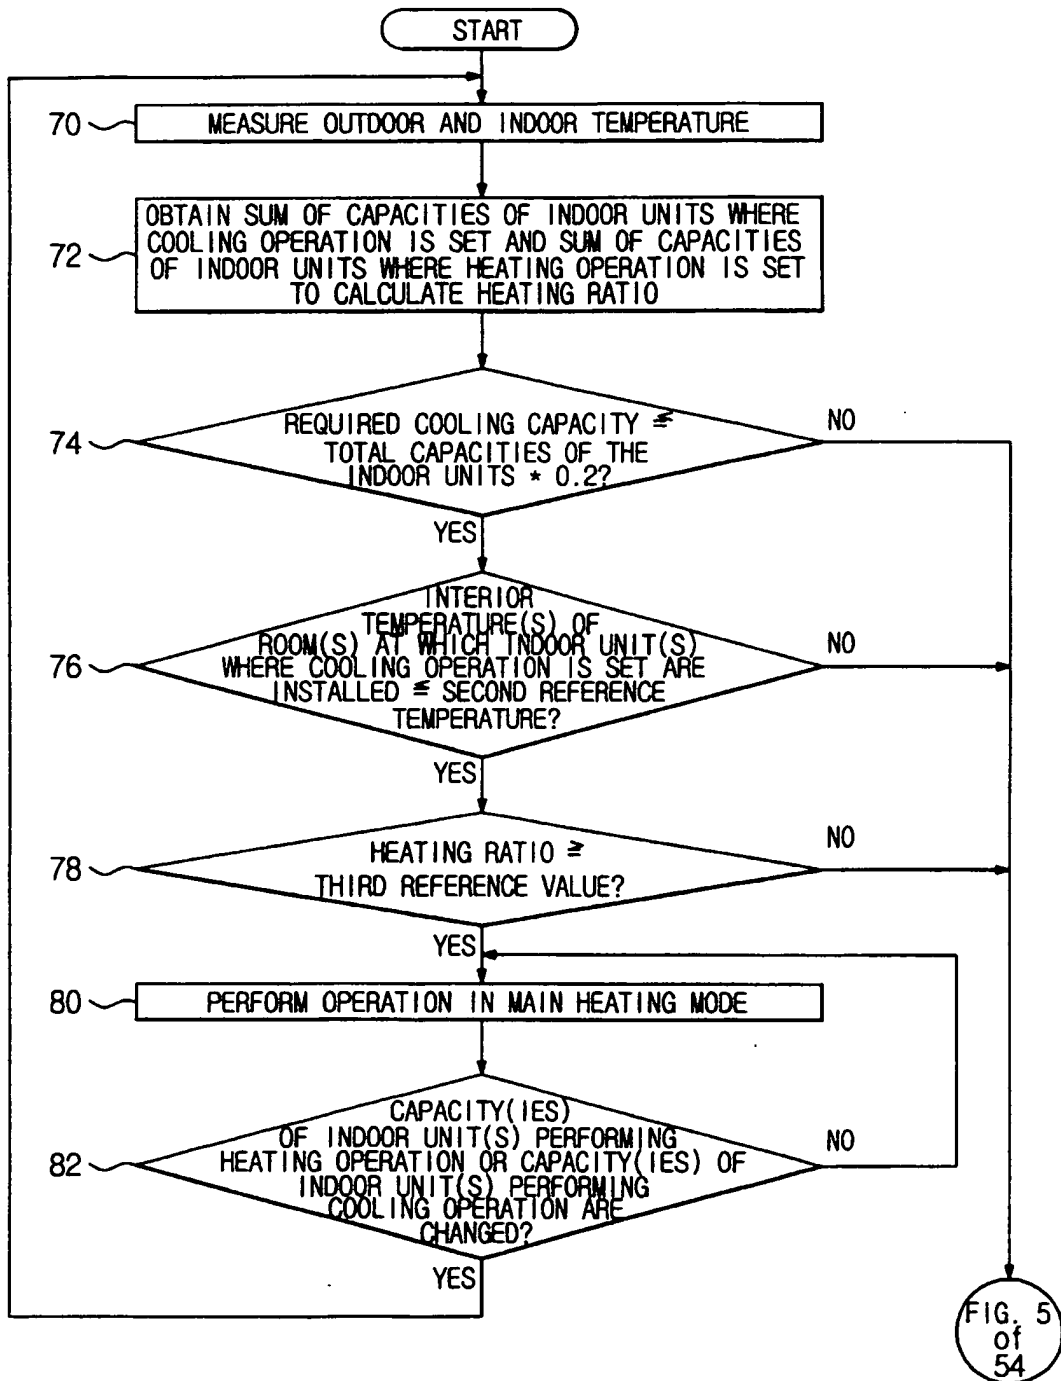 START
70
MEASURE OUTDOOR AND INDOOR TEMPERATURE
72
OBTAIN SUM OF CAPACITIES OF INDOOR UNITS WHERE
COOLING OPERATION IS SET AND SUM OF CAPACITIES
OF INDOOR UNITS WHERE HEATING OPERATION IS SET
TO CALCULATE HEATING RATIO
74
REQUIRED COOLING CAPACITY ≦
TOTAL CAPACITIES OF THE
INDOOR UNITS * 0.2?
NO
YES
76
INTERIOR
TEMPERATURE(S) OF
ROOM(S) AT WHICH INDOOR UNIT(S)
WHERE COOLING OPERATION IS SET ARE
INSTALLED ≦ SECOND REFERENCE
TEMPERATURE?
NO
YES
78
HEATING RATIO ≧
THIRD REFERENCE VALUE?
NO
YES
80
PERFORM OPERATION IN MAIN HEATING MODE
82
CAPACITY(IES)
OF INDOOR UNIT(S) PERFORMING
HEATING OPERATION OR CAPACITY(IES) OF
INDOOR UNIT(S) PERFORMING
COOLING OPERATION ARE
CHANGED?
NO
YES
FIG. 5
of
54